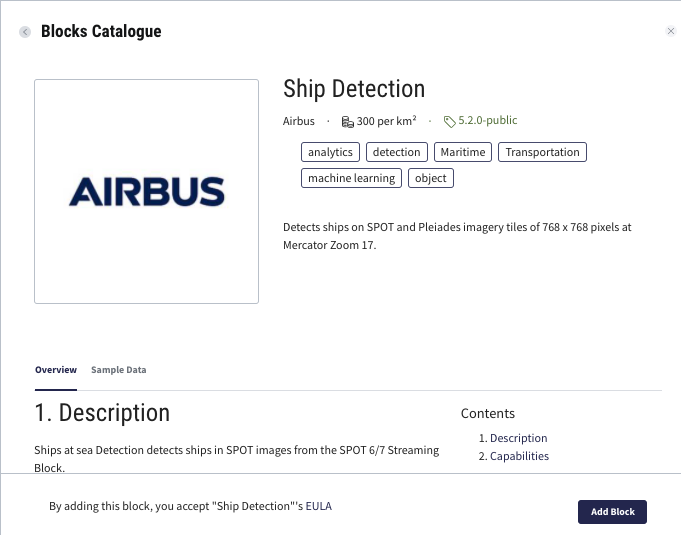 Blocks Catalogue
AIRBUS
Ship Detection
Airbus · 300 per km² · 5.2.0-public
analytics detection Maritime Transportation
machine learning object
Detects ships on SPOT and Pleiades imagery tiles of 768 x 768 pixels at
Mercator Zoom 17.
Overview Sample Data
1. Description
Ships at sea Detection detects ships in SPOT images from the SPOT 6/7 Streaming
Block.
Contents
1. Description
2. Capabilities
By adding this block, you accept "Ship Detection"'s EULA
Add Block